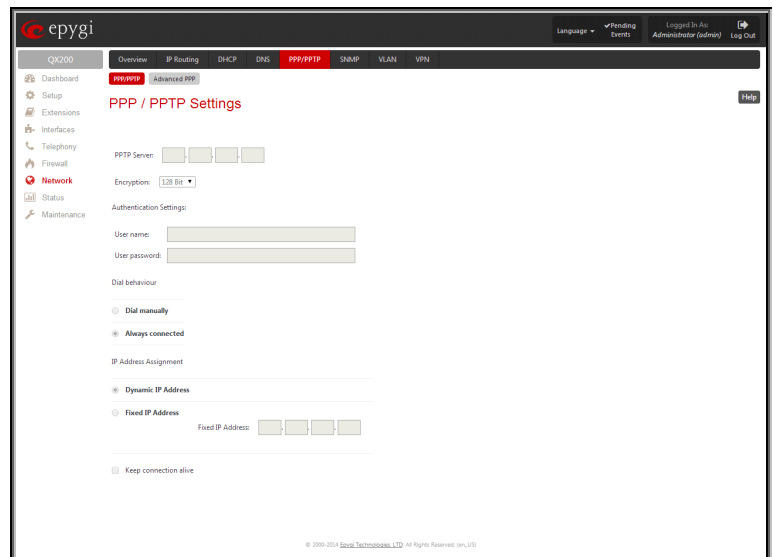 epygi
Language
Pending Events
Logged In As:
Administrator (admin)
Log Out
QX200
Overview IP Routing DHCP DNS PPP/PPTP SNMP VLAN VPN
Dashboard
Setup
Extensions
Interfaces
Telephony
Firewall
Network
Status
Maintenance
PPP/PPTP Advanced PPP
PPP / PPTP Settings
Help
PPTP Server:
Encryption: 128 Bit
Authentication Settings:
User name:
User password:
Dial behaviour
Dial manually
Always connected
IP Address Assignment
Dynamic IP Address
Fixed IP Address
Fixed IP Address:
Keep connection alive
© 2000-2014 Epygi Technologies, LTD. All Rights Reserved. (en_US)